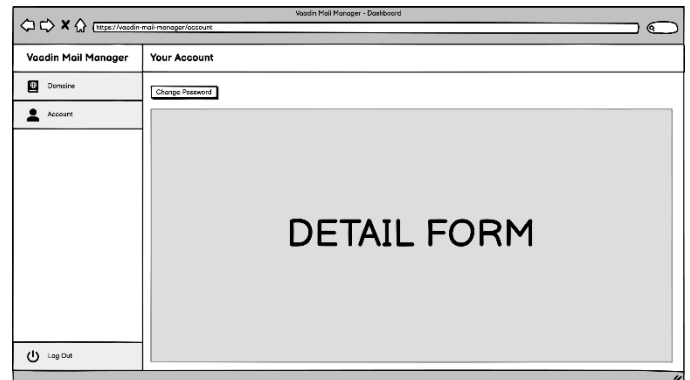 Vaadin Mail Manager - Dashboard
https://vaadin-mail-manager/account
Vaadin Mail Manager
Your Account
Domains
Change Password
Account
DETAIL FORM
Log Out